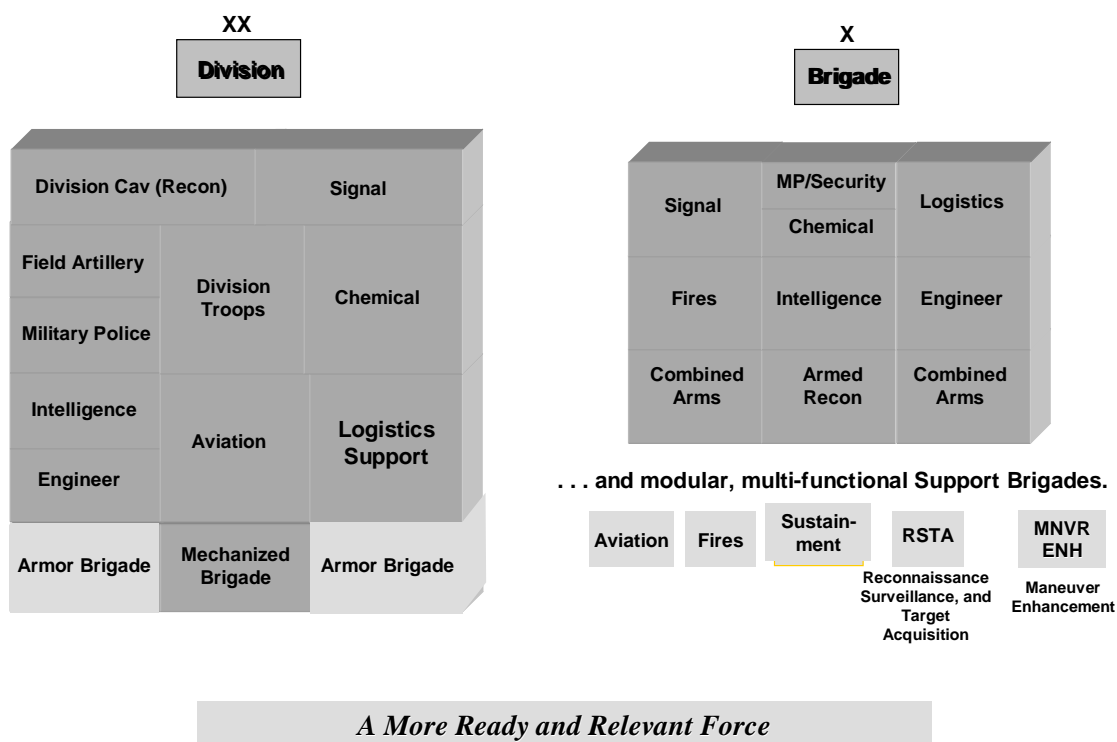 XX
Division
Division Cav (Recon)
Signal
Field Artillery
Military Police
Division
Troops
Chemical
Intelligence
Engineer
Aviation
Logistics
Support
Armor Brigade
Mechanized
Brigade
Armor Brigade
X
Brigade
Signal
MP/Security
Chemical
Logistics
Fires
Intelligence
Engineer
Combined
Arms
Armed
Recon
Combined
Arms
. . . and modular, multi-functional Support Brigades.
Aviation
Fires
Sustain-
ment
RSTA
Reconnaissance
Surveillance, and
Target
Acquisition
MNVR
ENH
Maneuver
Enhancement
A More Ready and Relevant Force